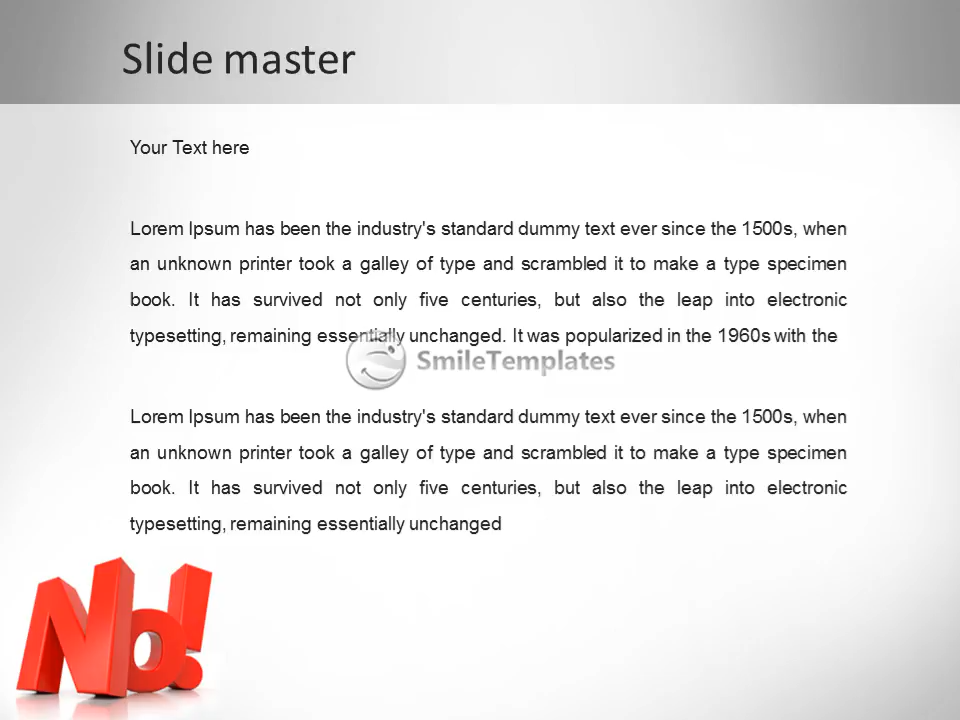 Slide master
Your Text here
Lorem Ipsum has been the industry's standard dummy text ever since the 1500s, when
an unknown printer took a galley of type and scrambled it to make a type specimen
book. It has survived not only five centuries, but also the leap into electronic
typesetting, remaining essentially unchanged. It was popularized in the 1960s with the
SmileTemplates
Lorem Ipsum has been the industry's standard dummy text ever since the 1500s, when
an unknown printer took a galley of type and scrambled it to make a type specimen
book. It has survived not only five centuries, but also the leap into electronic
typesetting, remaining essentially unchanged
No!